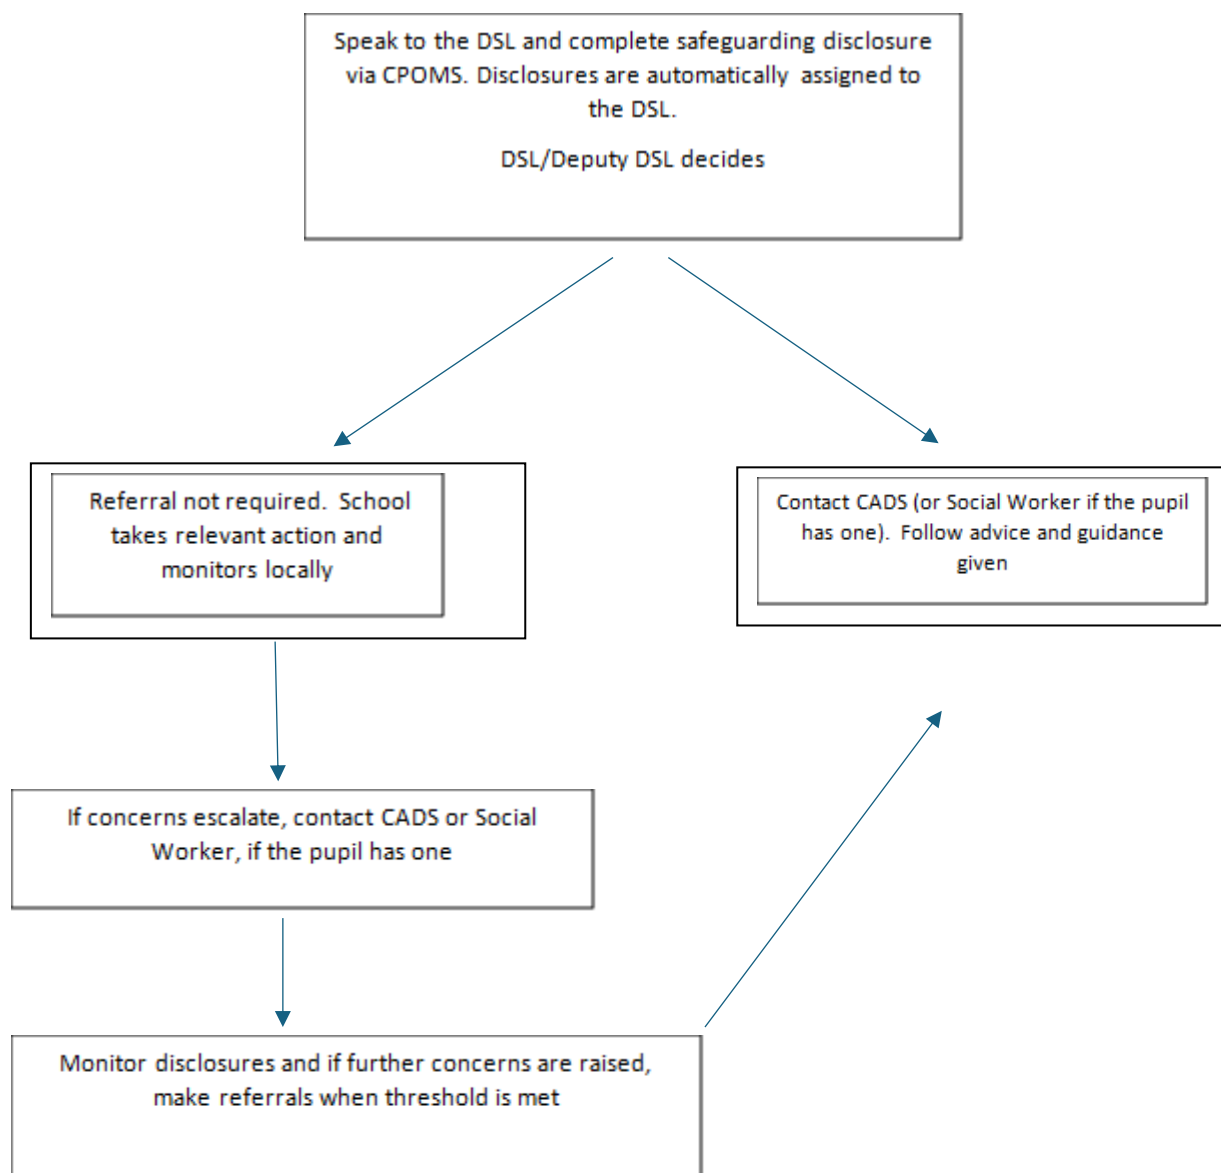 Speak to the DSL and complete safeguarding disclosure
via CPOMS. Disclosures are automatically  assigned to
the DSL.
DSL/Deputy DSL decides
Referral not required.  School
takes relevant action and
monitors locally
Contact CADS (or Social Worker if the pupil
has one).  Follow advice and guidance
given
If concerns escalate, contact CADS or Social
Worker, if the pupil has one
Monitor disclosures and if further concerns are raised,
make referrals when threshold is met